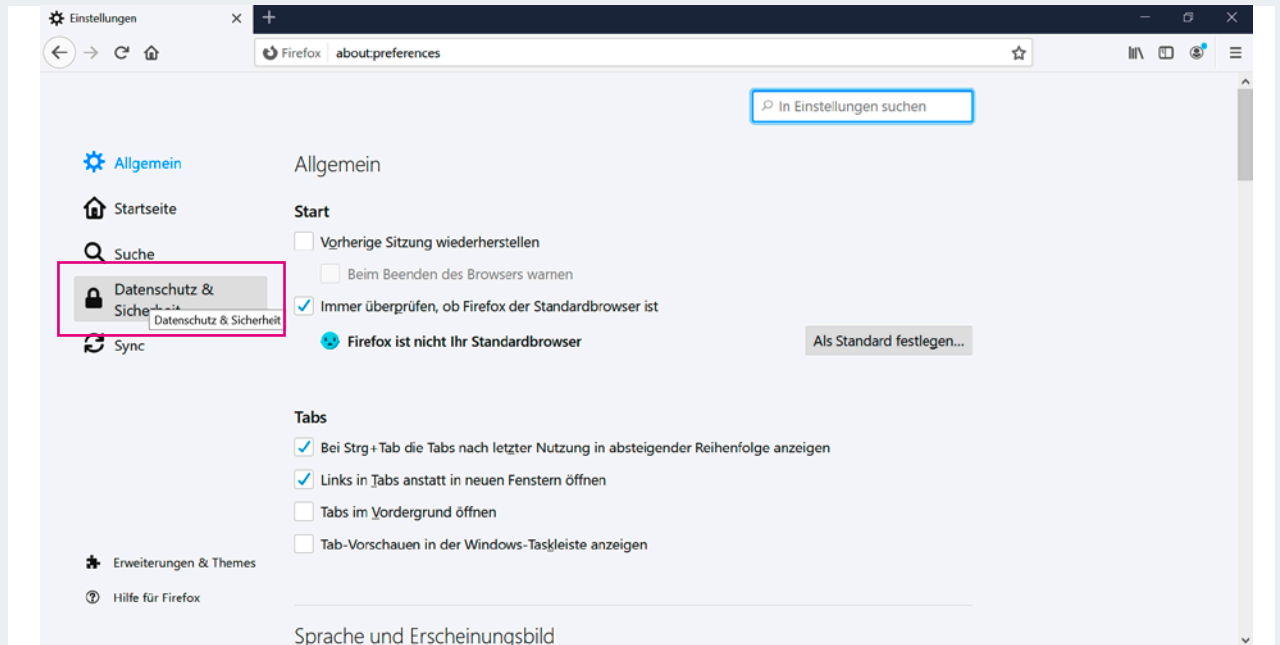 Einstellungen
Firefox about:preferences
In Einstellungen suchen
Allgemein
Startseite
Suche
Datenschutz &
Sicherheit
Datenschutz & Sicherheit
Sync
Erweiterungen & Themes
Hilfe für Firefox
Allgemein
Start
Vorherige Sitzung wiederherstellen
Beim Beenden des Browsers warnen
Immer überprüfen, ob Firefox der Standardbrowser ist
Firefox ist nicht Ihr Standardbrowser
Als Standard festlegen...
Tabs
Bei Strg+Tab die Tabs nach letzter Nutzung in absteigender Reihenfolge anzeigen
Links in Tabs anstatt in neuen Fenstern öffnen
Tabs im Vordergrund öffnen
Tab-Vorschauen in der Windows-Taskleiste anzeigen
Sprache und Erscheinungsbild